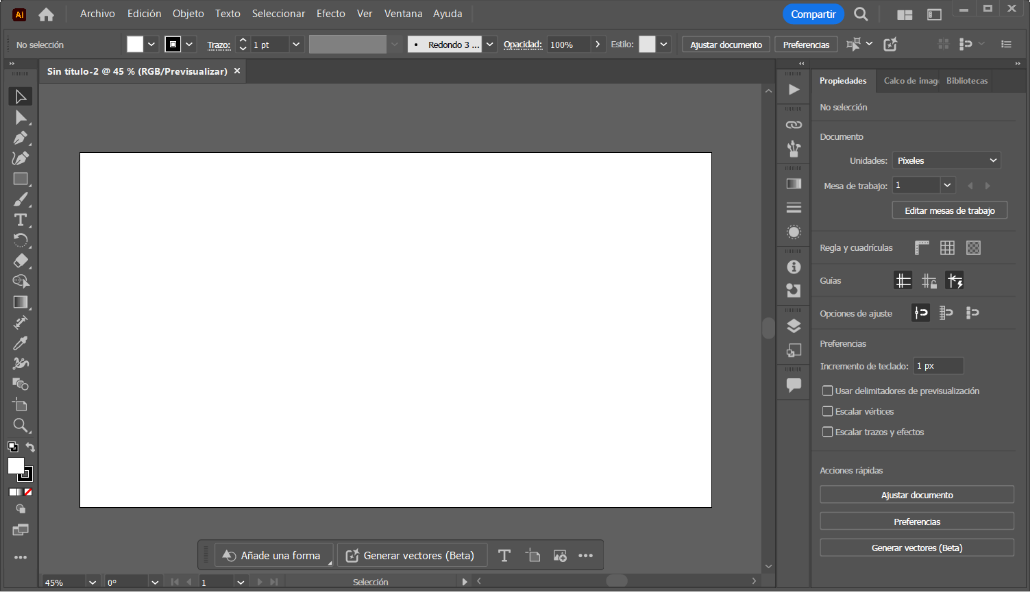 Ai
Archivo Edición Objeto Texto Seleccionar Efecto Ver Ventana Ayuda
Compartir
No selección
Trazo: 1 pt
Redondo 3 ...
Opacidad: 100%
Estilo:
Ajustar documento
Preferencias
Sin título-2 @ 45 % (RGB/Previsualizar) ×
Propiedades
Calco de imag
Bibliotecas
No selección
Documento
Unidades: Píxeles
Mesa de trabajo: 1
Editar mesas de trabajo
Regla y cuadrículas
Guías
Opciones de ajuste
Preferencias
Incremento de teclado: 1 px
Usar delimitadores de previsualización
Escalar vértices
Escalar trazos y efectos
Acciones rápidas
Ajustar documento
Preferencias
Generar vectores (Beta)
Añade una forma
Generar vectores (Beta)
45%
0°
1
Selección